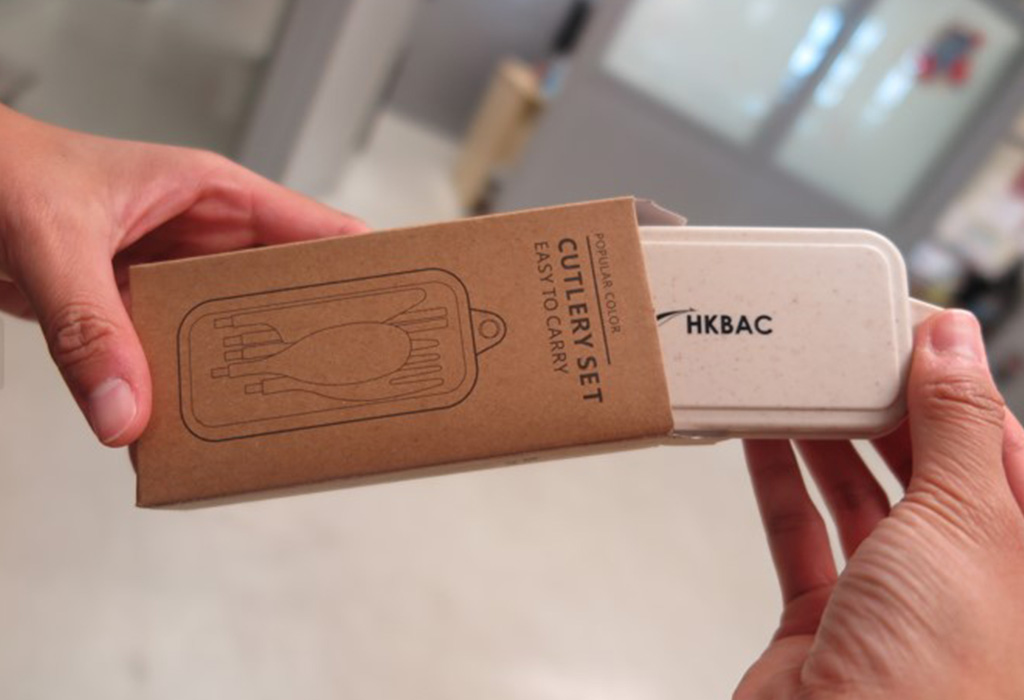 POPULAR COLOR
CUTLERY SET
EASY TO CARRY
HKBAC